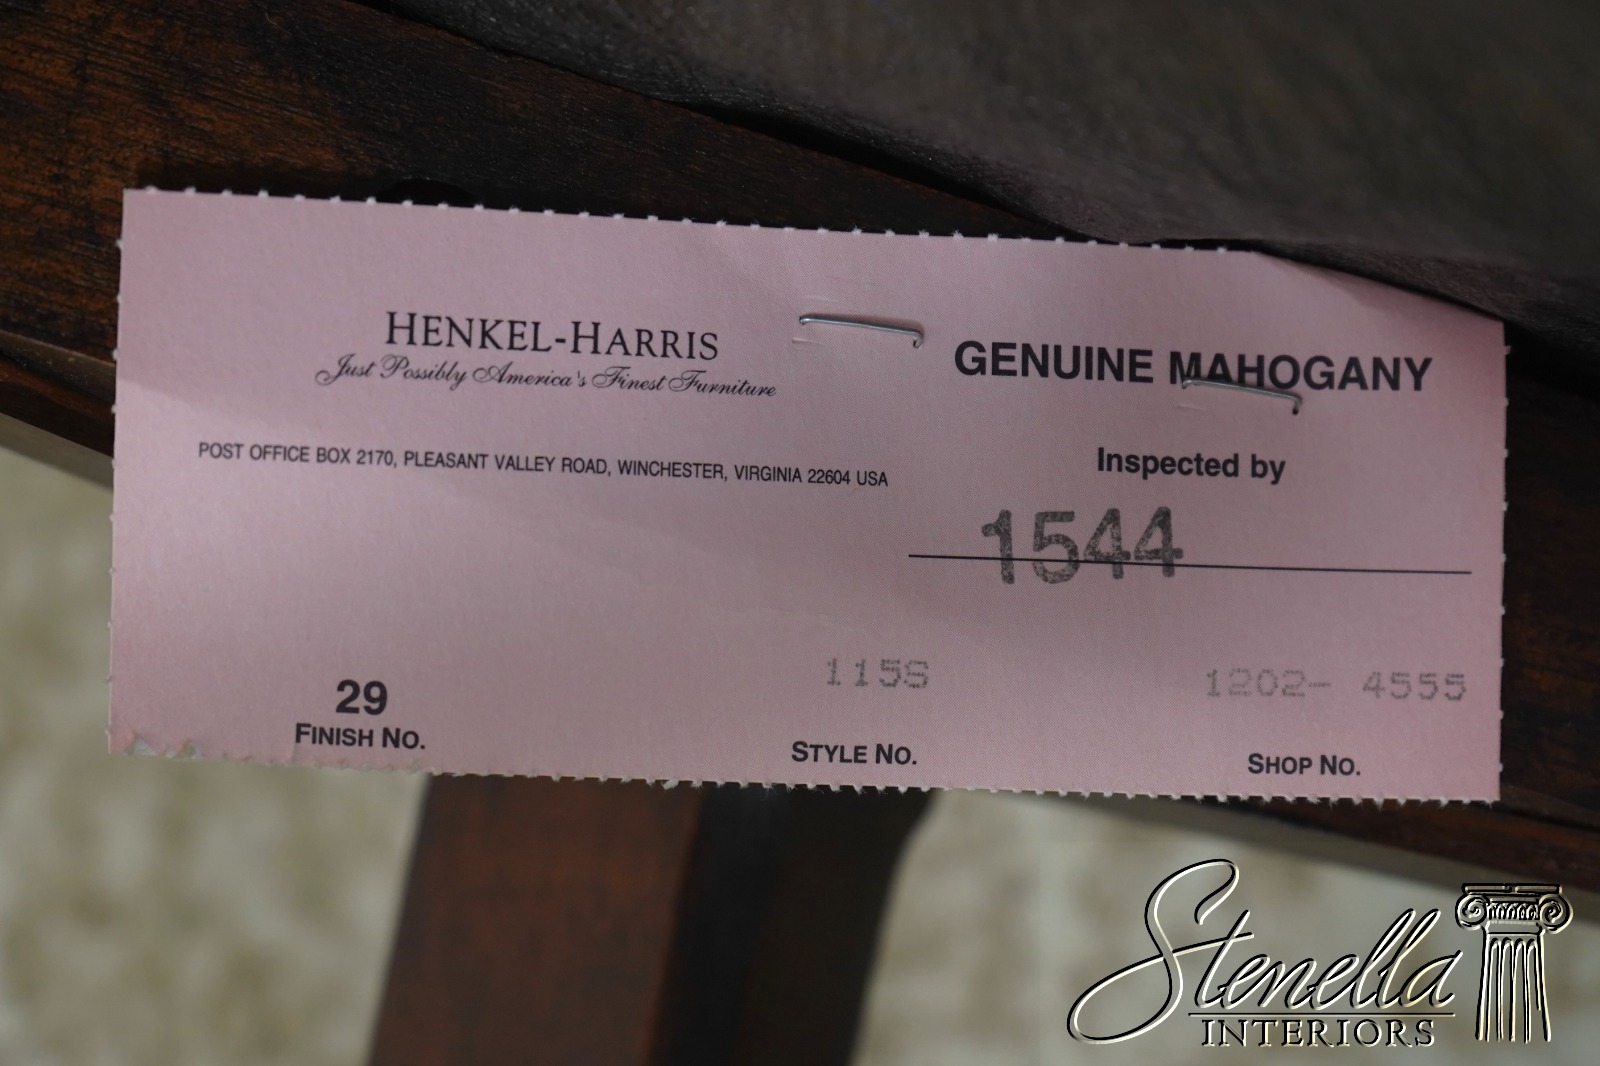 HENKEL-HARRIS
Just Possibly America's Finest Furniture
POST OFFICE BOX 2170, PLEASANT VALLEY ROAD, WINCHESTER, VIRGINIA 22604 USA
GENUINE MAHOGANY
Inspected by
1544
29
FINISH NO.
115S
STYLE NO.
1202- 4555
SHOP NO.
Stenella
INTERIORS